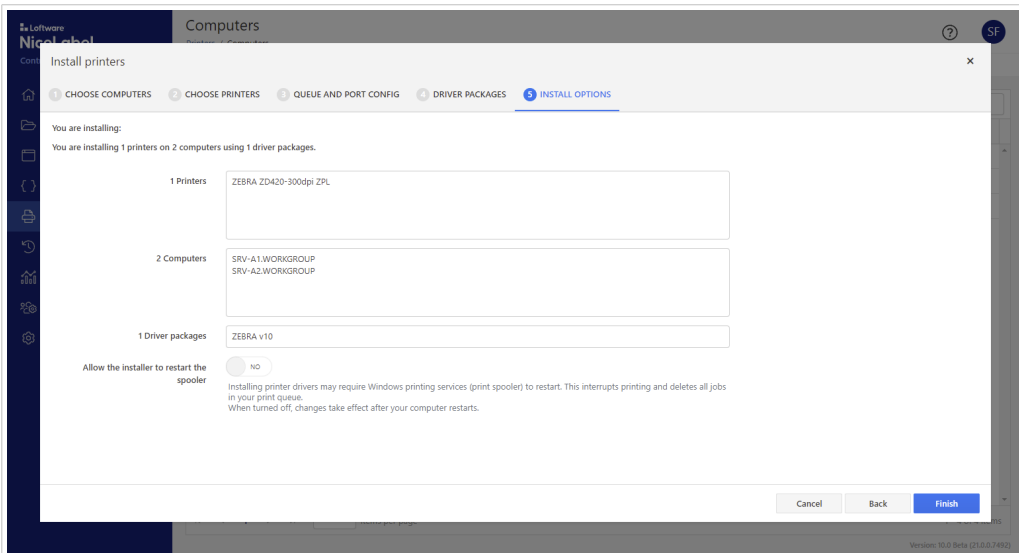 Loftware
NiceLabel
Computers
Printers / Computers
SF
Install printers
1 CHOOSE COMPUTERS
2 CHOOSE PRINTERS
3 QUEUE AND PORT CONFIG
4 DRIVER PACKAGES
5 INSTALL OPTIONS
You are installing:
You are installing 1 printers on 2 computers using 1 driver packages.
1 Printers
ZEBRA ZD420-300dpi ZPL
2 Computers
SRV-A1.WORKGROUP
SRV-A2.WORKGROUP
1 Driver packages
ZEBRA v10
Allow the installer to restart the
spooler
NO
Installing printer drivers may require Windows printing services (print spooler) to restart. This interrupts printing and deletes all jobs
in your print queue.
When turned off, changes take effect after your computer restarts.
Cancel
Back
Finish
items per page
items
Version: 10.0 Beta (21.0.0.7492)